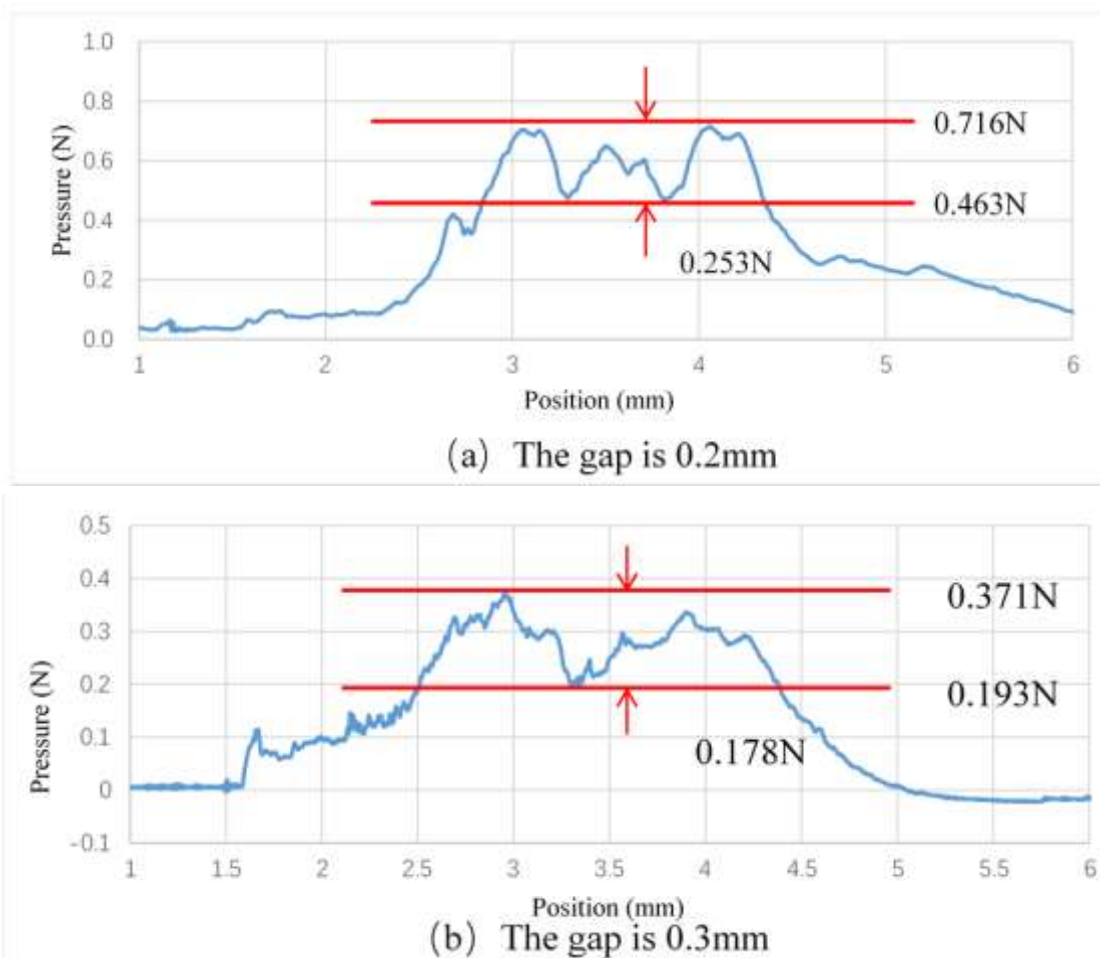 1.0
0.716N
0.8
0.6
Pressure (N)
0.463N
0.4
0.253N
0.2
0.0
1 2 3 4 5 6
Position (mm)
(a) The gap is 0.2mm
0.5
0.371N
0.4
0.3
Pressure (N)
0.193N
0.2
0.178N
0.1
0
-0.1
1 1.5 2 2.5 3 3.5 4 4.5 5 5.5 6
Position (mm)
(b) The gap is 0.3mm